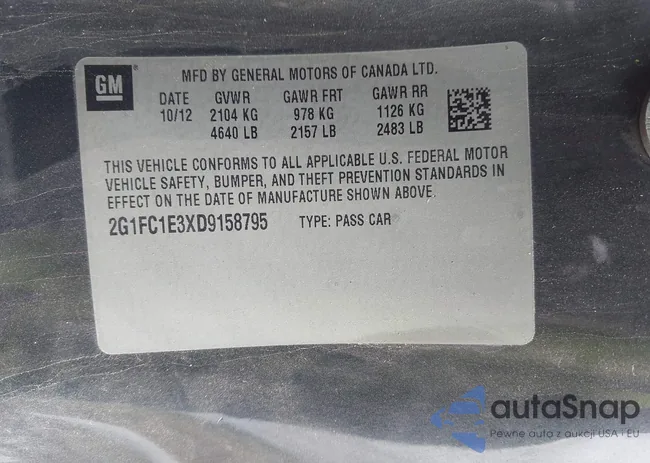 GM
MFD BY GENERAL MOTORS OF CANADA LTD.
DATE GVWR GAWR FRT GAWR RR
10/12 2104 KG 978 KG 1126 KG
4640 LB 2157 LB 2483 LB
THIS VEHICLE CONFORMS TO ALL APPLICABLE U.S. FEDERAL MOTOR
VEHICLE SAFETY, BUMPER, AND THEFT PREVENTION STANDARDS IN
EFFECT ON THE DATE OF MANUFACTURE SHOWN ABOVE.
2G1FC1E3XD9158795 TYPE: PASS CAR
autaSnap
Pewne auta z aukcji USA i EU